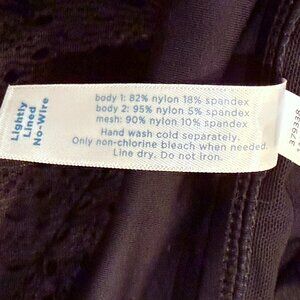 Lightly
Lined
No-Wire
body 1: 82% nylon 18% spandex
body 2: 95% nylon 5% spandex
mesh: 90% nylon 10% spandex
Hand wash cold separately.
Only non-chlorine bleach when needed.
Line dry. Do not iron.